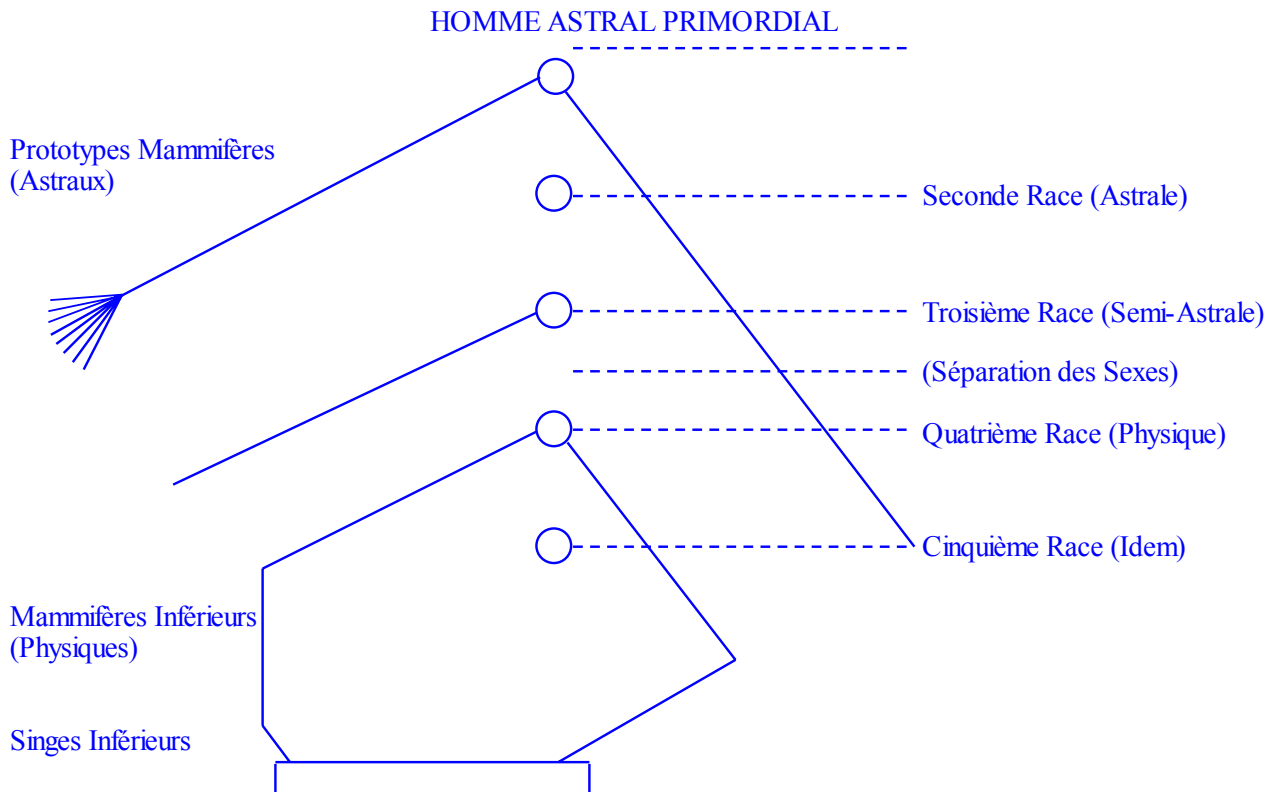 HOMME ASTRAL PRIMORDIAL
Prototypes Mammifères
(Astraux)
Seconde Race (Astrale)
Troisième Race (Semi-Astrale)
(Séparation des Sexes)
Quatrième Race (Physique)
Cinquième Race (Idem)
Mammifères Inférieurs
(Physiques)
Singes Inférieurs